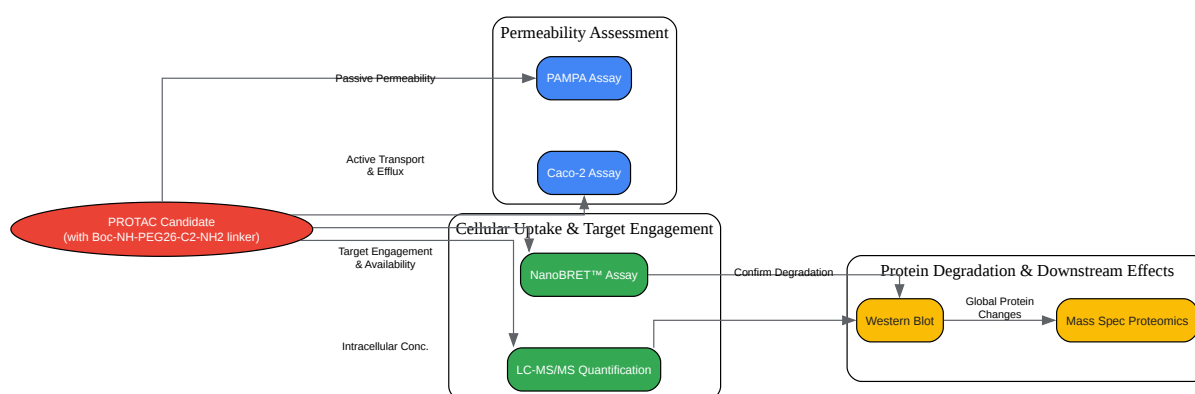 Permeability Assessment
Passive Permeability
PAMPA Assay
Active Transport
& Efflux
Caco-2 Assay
PROTAC Candidate
(with Boc-NH-PEG26-C2-NH2 linker)
Cellular Uptake & Target Engagement
Target Engagement
& Availability
NanoBRET™ Assay
Confirm Degradation
Protein Degradation & Downstream Effects
Western Blot
Global Protein
Changes
Mass Spec Proteomics
Intracellular Conc.
LC-MS/MS Quantification